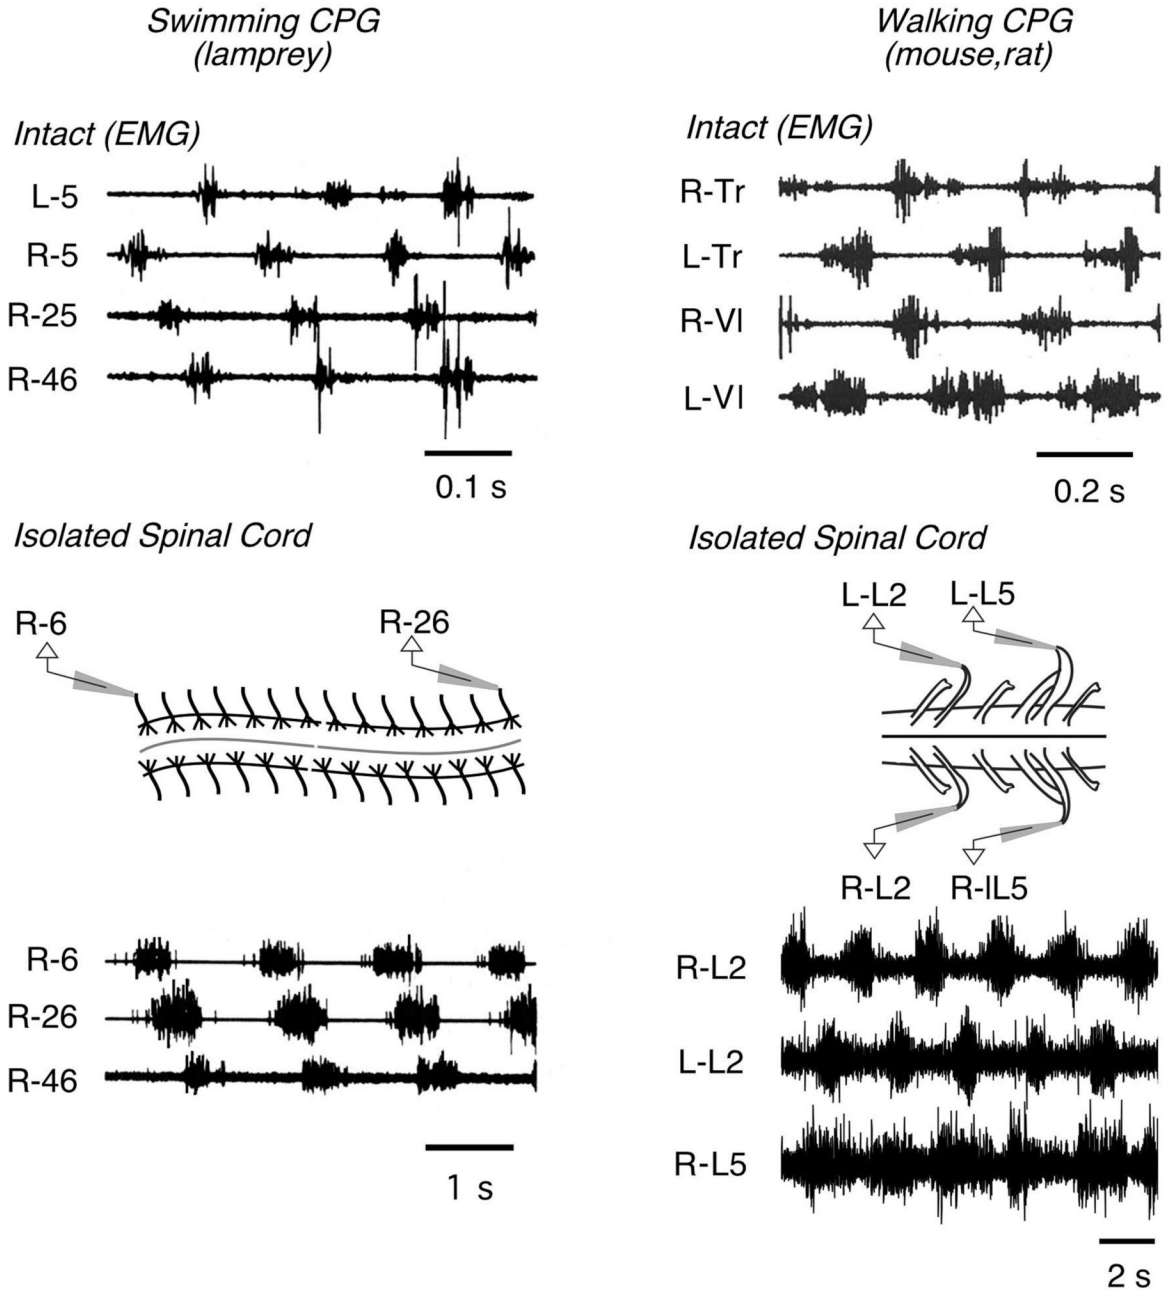 Swimming CPG
(lamprey)
Intact (EMG)
L-5
R-5
R-25
R-46
0.1 s
Isolated Spinal Cord
R-6
R-26
R-6
R-26
R-46
1 s
Walking CPG
(mouse,rat)
Intact (EMG)
R-Tr
L-Tr
R-Vl
L-Vl
0.2 s
Isolated Spinal Cord
L-L2
L-L5
R-L2
R-lL5
R-L2
L-L2
R-L5
2 s